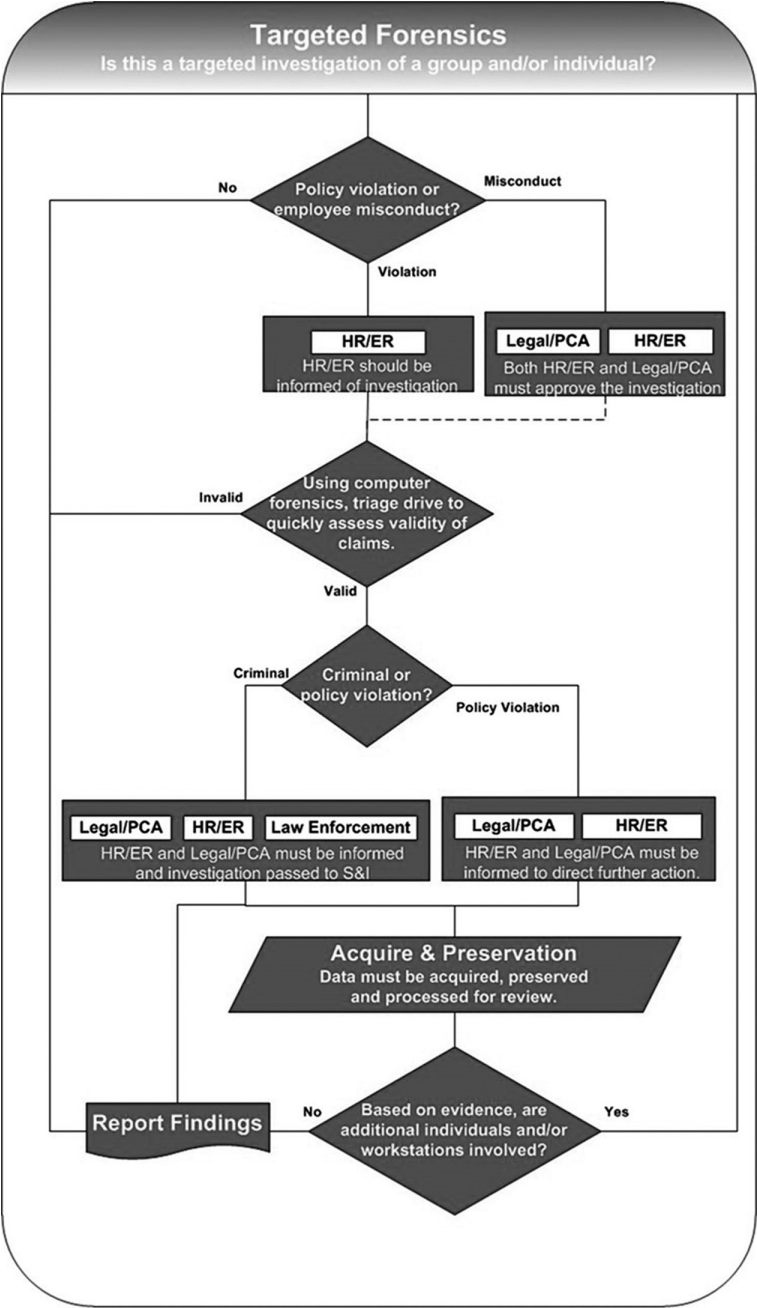 Targeted Forensics
Is this a targeted investigation of a group and/or individual?
No
Policy violation or
employee misconduct?
Misconduct
Violation
HR/ER
HR/ER should be
informed of investigation
Legal/PCA
HR/ER
Both HR/ER and Legal/PCA
must approve the investigation
Invalid
Using computer
forensics, triage drive to
quickly assess validity of
claims.
Valid
Criminal
Criminal or
policy violation?
Policy Violation
Legal/PCA
HR/ER
Law Enforcement
HR/ER and Legal/PCA must be informed
and investigation passed to S&I
Legal/PCA
HR/ER
HR/ER and Legal/PCA must be
informed to direct further action.
Acquire & Preservation
Data must be acquired, preserved
and processed for review.
Report Findings
No
Based on evidence, are
additional individuals and/or
workstations involved?
Yes